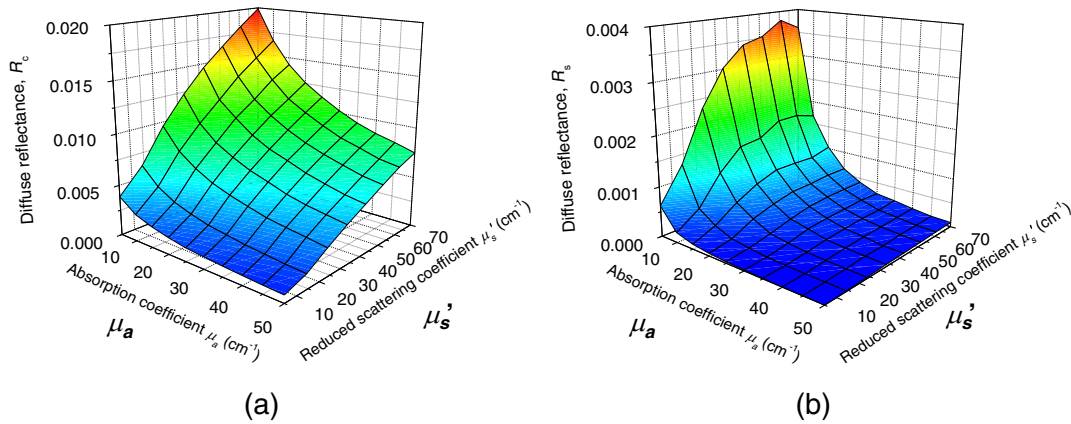 0.020
0.015
0.010
0.005
0.000
Diffuse reflectance, Rc
10
20
30
40
50
Absorption coefficient μa (cm-1)
μa
10
20
30
40
50
60
70
Reduced scattering coefficient μs' (cm-1)
μs'
(a)
0.004
0.003
0.002
0.001
0.000
Diffuse reflectance, Rs
10
20
30
40
50
Absorption coefficient μa (cm-1)
μa
10
20
30
40
50
60
70
Reduced scattering coefficient μs' (cm-1)
μs'
(b)